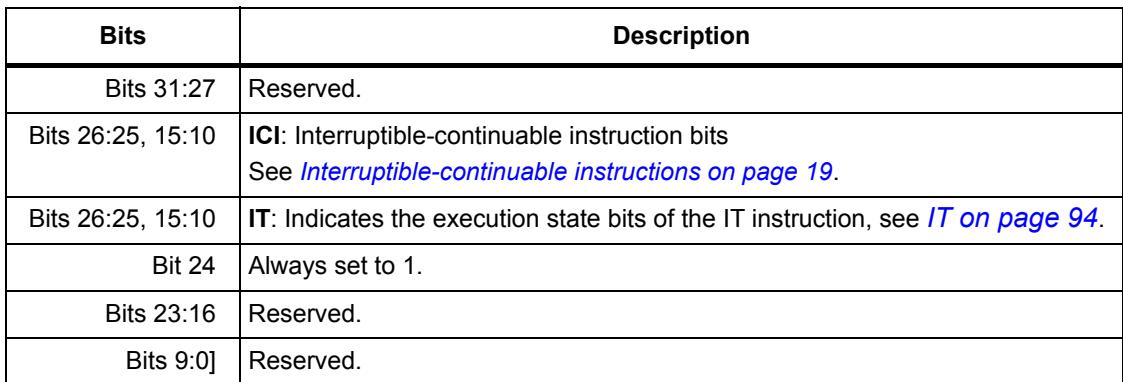 Bits Description
Bits 31:27 Reserved.
Bits 26:25, 15:10 ICI: Interruptible-continuable instruction bits
See Interruptible-continuable instructions on page 19.
Bits 26:25, 15:10 IT: Indicates the execution state bits of the IT instruction, see IT on page 94.
Bit 24 Always set to 1.
Bits 23:16 Reserved.
Bits 9:0] Reserved.